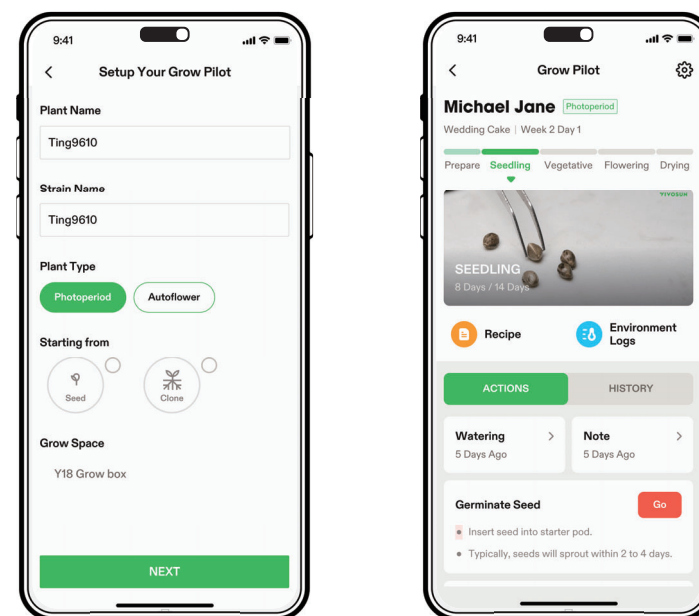 9:41
Setup Your Grow Pilot
Plant Name
Ting9610
Strain Name
Ting9610
Plant Type
Photoperiod
Autoflower
Starting from
Seed
Clone
Grow Space
Y18 Grow box
NEXT
9:41
Grow Pilot
Michael Jane Photoperiod
Wedding Cake | Week 2 Day 1
Prepare Seedling Vegetative Flowering Drying
VIVOSUN
SEEDLING
8 Days / 14 Days
Recipe
Environment
Logs
ACTIONS
HISTORY
Watering
5 Days Ago
Note
5 Days Ago
Germinate Seed
Go
• Insert seed into starter pod.
• Typically, seeds will sprout within 2 to 4 days.